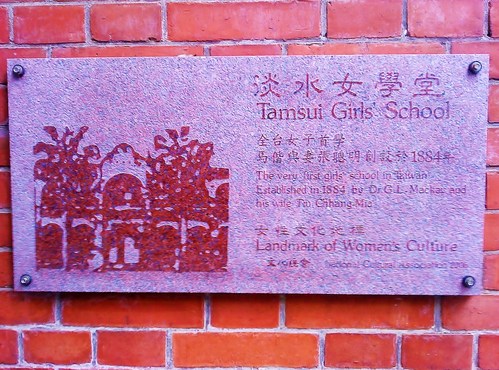 淡水女學堂
Tamsui Girls' School
全台女子首學
馬偕與妻張聰明創設於1884年
The very first girls' school in Taiwan
Established in 1884 by Dr G.L. Mackay and
his wife Tiu Chhang-Mia
女性文化地標
Landmark of Women's Culture
National Cultural Association